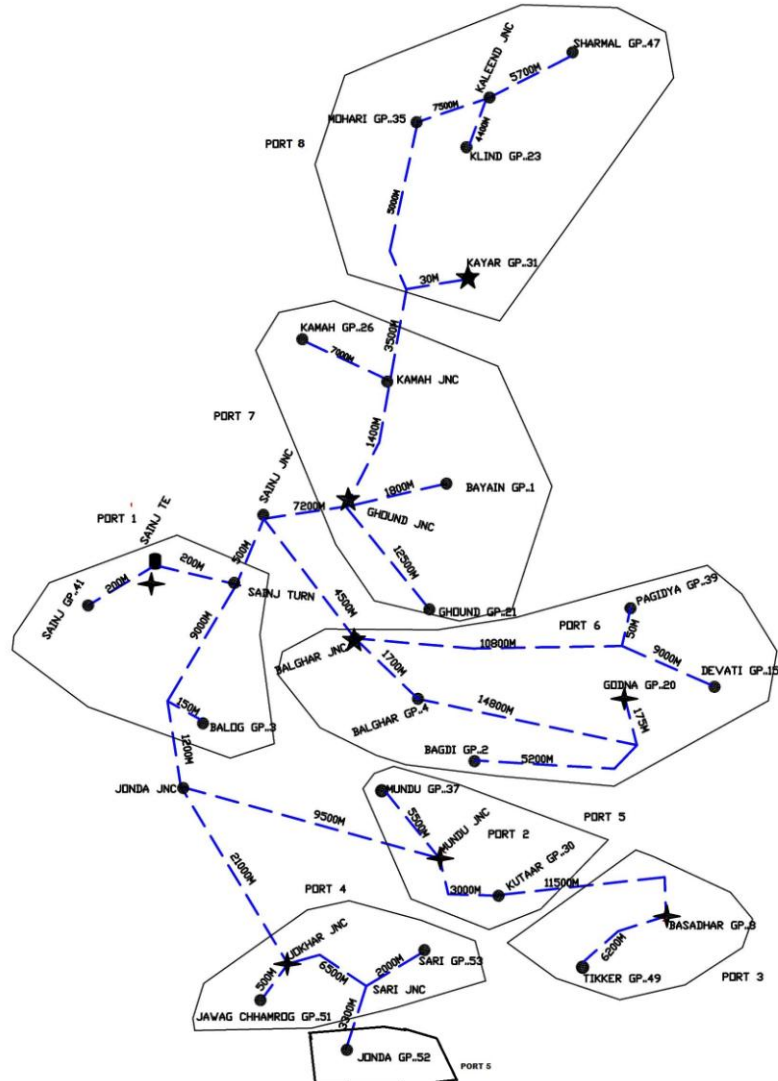 SHARMAL GP..47
KALEEND JNC
5700M
7500M
MOHARI GP..35
4400M
KLIND GP..23
PORT 8
5000M
KAYAR GP..31
30M
KAMAH GP..26
3500M
7000M
KAMAH JNC
PORT 7
1400M
SAINJ JNC
1800M
BAYAIN GP..1
7200M
GHOUND JNC
PORT 1
SAINJ TE
500M
12500M
200M
200M
SAINJ GP..41
SAINJ TURN
4500M
GHOUND GP..21
PAGIDYA GP..39
9000M
PORT 6
50M
BALGHAR JNC
10800M
9000M
1700M
DEVATI GP..15
GODNA GP..20
150M
BALOG GP..3
BALGHAR GP..4
14800M
175M
BAGDI GP..2
5200M
1200M
JONDA JNC
MUNDU GP..37
9500M
5500M
MUNDU JNC
PORT 2
PORT 5
KUTAAR GP..30
3000M
11500M
21000M
PORT 4
JOKHAR JNC
BASADHAR GP..8
6200M
SARI GP..53
2000M
6500M
500M
TIKKER GP..49
PORT 3
SARI JNC
JAWAG CHHAMROG GP..51
3300M
JONDA GP..52
PORT 5